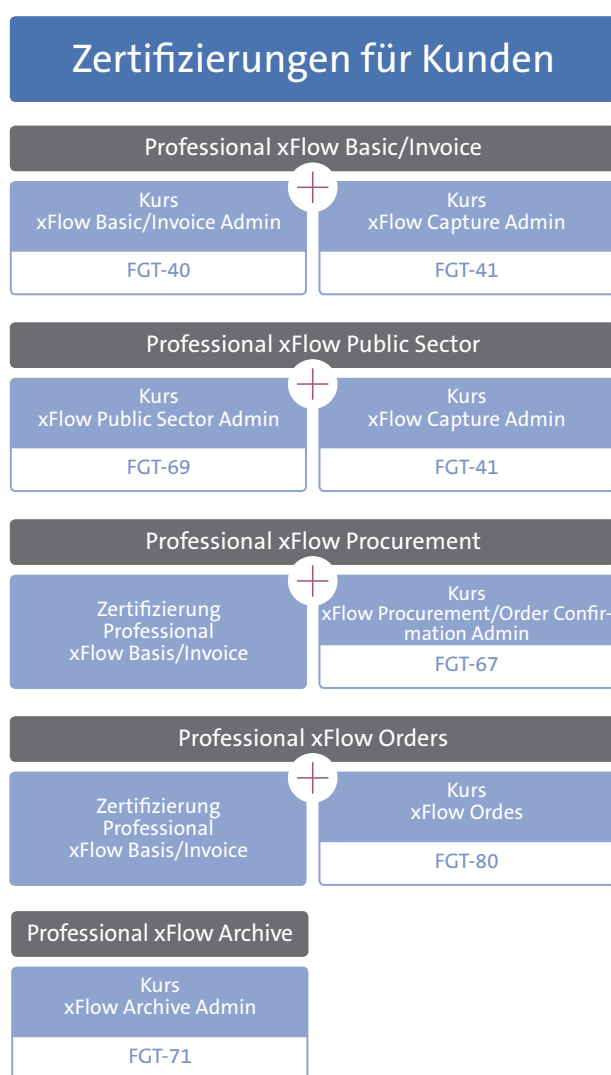 Zertifizierungen für Kunden
Professional xFlow Basic/Invoice
Kurs
xFlow Basic/Invoice Admin
FGT-40
Kurs
xFlow Capture Admin
FGT-41
Professional xFlow Public Sector
Kurs
xFlow Public Sector Admin
FGT-69
Kurs
xFlow Capture Admin
FGT-41
Professional xFlow Procurement
Zertifizierung
Professional
xFlow Basis/Invoice
Kurs
xFlow Procurement/Order Confir-
mation Admin
FGT-67
Professional xFlow Orders
Zertifizierung
Professional
xFlow Basis/Invoice
Kurs
xFlow Ordes
FGT-80
Professional xFlow Archive
Kurs
xFlow Archive Admin
FGT-71